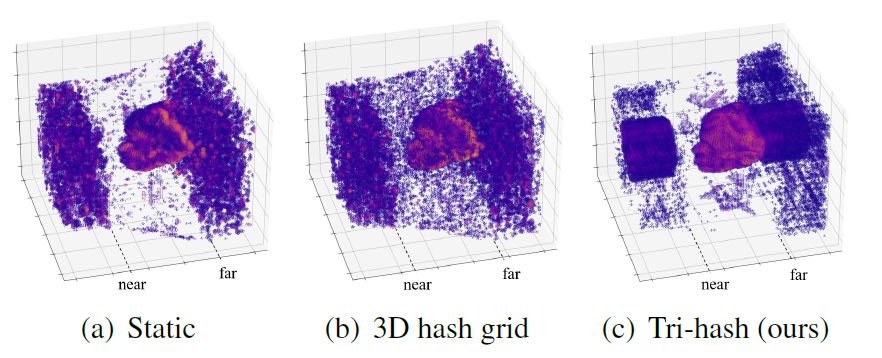 near far
near far
near far
(a) Static
(b) 3D hash grid
(c) Tri-hash (ours)